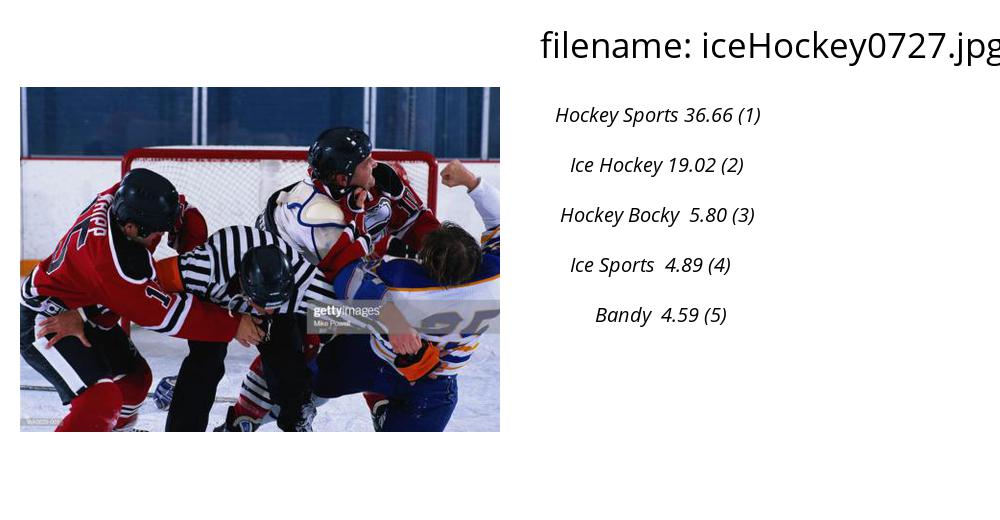 filename: iceHockey0727.jpg
Hockey Sports 36.66 (1)
Ice Hockey 19.02 (2)
Hockey Bocky 5.80 (3)
Ice Sports 4.89 (4)
Bandy 4.59 (5)
gettyimages
Mike Powell